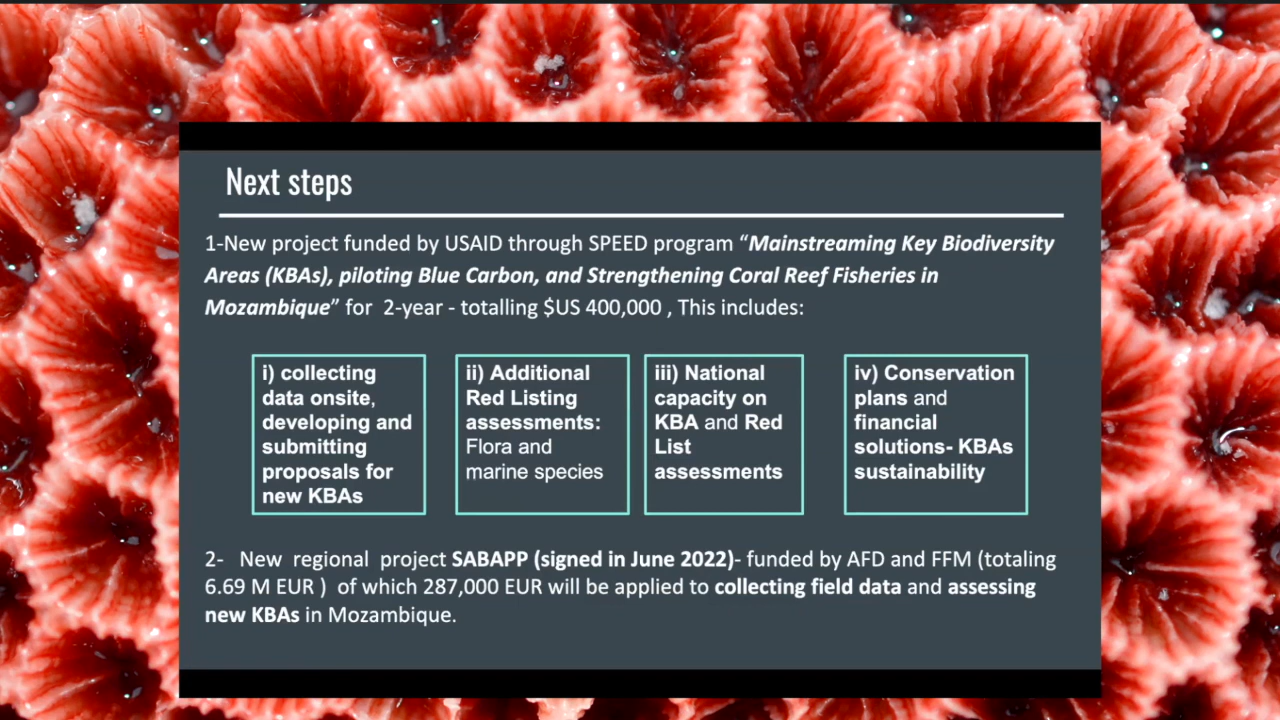 Next steps
1-New project funded by USAID through SPEED program “Mainstreaming Key Biodiversity
Areas (KBAs), piloting Blue Carbon, and Strengthening Coral Reef Fisheries in
Mozambique” for 2-year - totalling $US 400,000 , This includes:
i) collecting
data onsite,
developing and
submitting
proposals for
new KBAs
ii) Additional
Red Listing
assessments:
Flora and
marine species
iii) National
capacity on
KBA and Red
List
assessments
iv) Conservation
plans and
financial
solutions- KBAs
sustainability
2- New regional project SABAPP (signed in June 2022)- funded by AFD and FFM (totaling
6.69 M EUR ) of which 287,000 EUR will be applied to collecting field data and assessing
new KBAs in Mozambique.